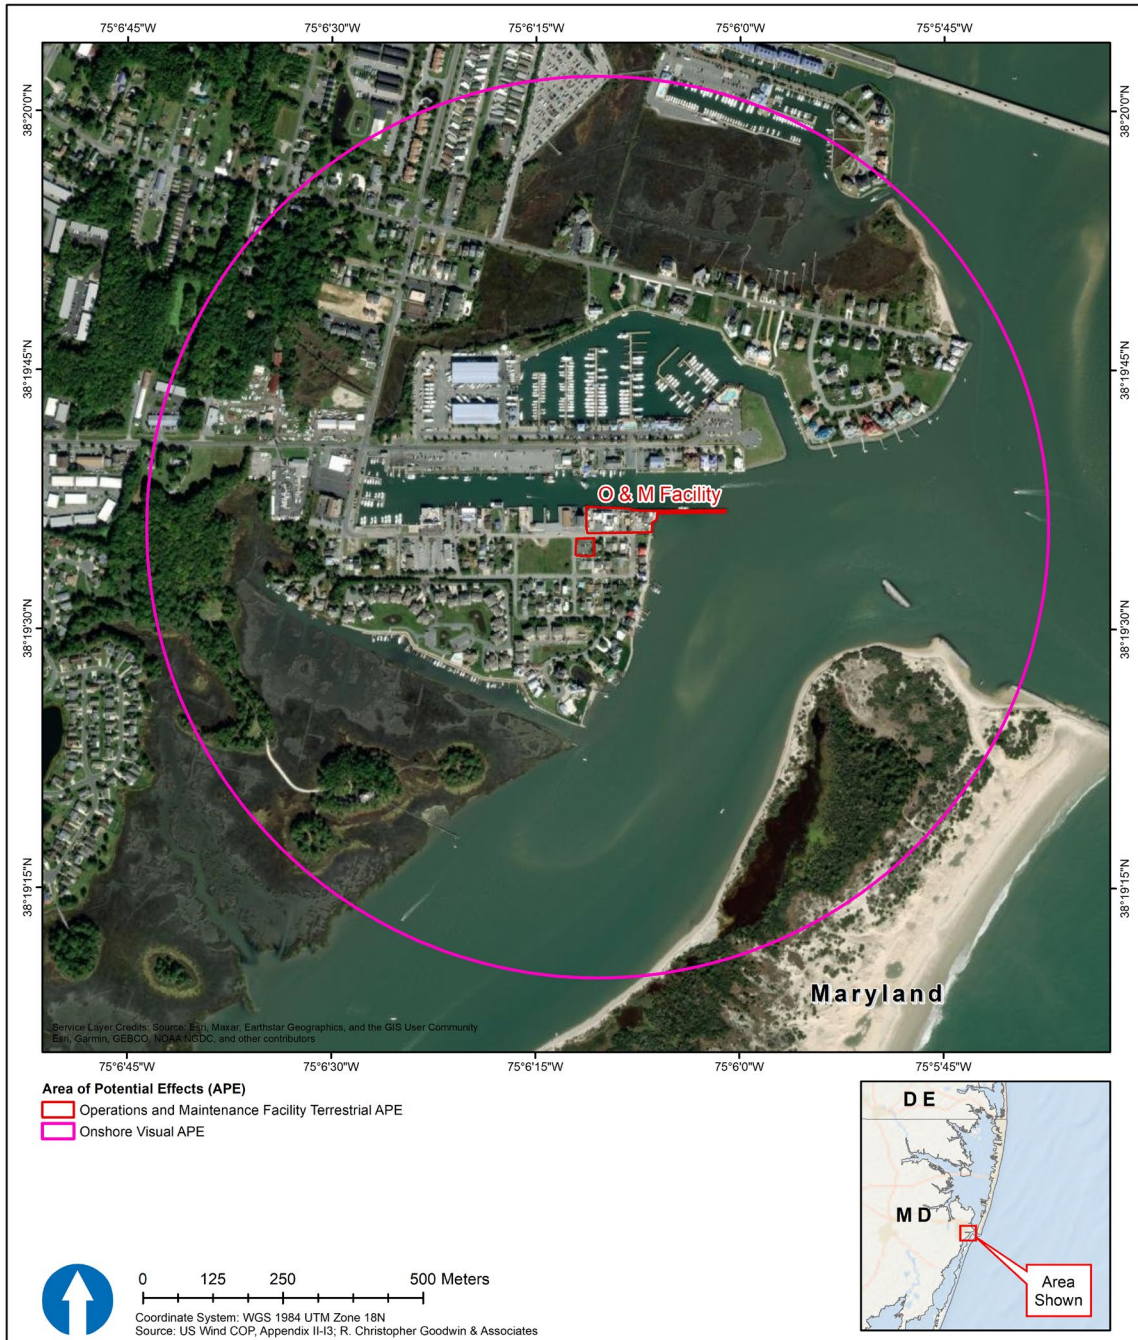 75°6'45"W 75°6'30"W 75°6'15"W 75°6'0"W 75°5'45"W
38°20'0"N 38°20'0"N
38°19'45"N 38°19'45"N
O & M Facility
38°19'30"N 38°19'30"N
38°19'15"N 38°19'15"N
Maryland
Service Layer Credits: Source: Esri, Maxar, Earthstar Geographics, and the GIS User Community
Esri, Garmin, GEBCO, NOAA NGDC, and other contributors
75°6'45"W 75°6'30"W 75°6'15"W 75°6'0"W 75°5'45"W
Area of Potential Effects (APE)
Operations and Maintenance Facility Terrestrial APE
Onshore Visual APE
DE
MD
Area
Shown
0 125 250 500 Meters
Coordinate System: WGS 1984 UTM Zone 18N
Source: US Wind COP, Appendix II-I3; R. Christopher Goodwin & Associates